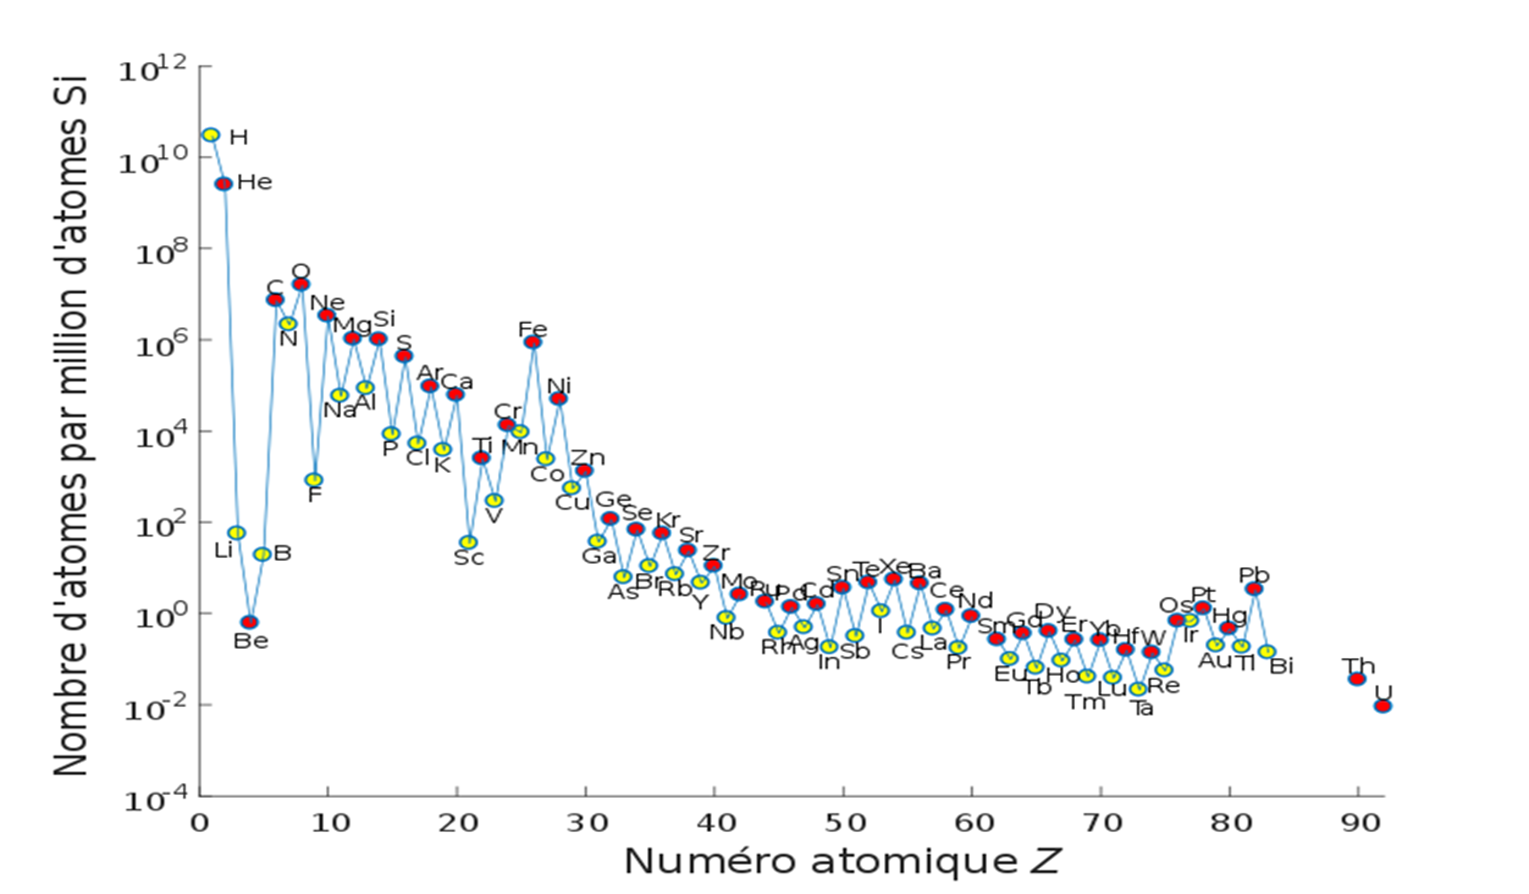 Nombre d'atomes par million d'atomes Si
10^12
10^10
10^8
10^6
10^4
10^2
10^0
10^-2
10^-4
H
He
Li
Be
B
C
N
O
F
Ne
Na
Mg
Al
Si
P
S
Cl
Ar
K
Ca
Sc
Ti
V
Cr
Mn
Fe
Co
Ni
Cu
Zn
Ga
Ge
As
Se
Br
Kr
Rb
Sr
Y
Zr
Nb
Mo
Ru
Rh
Pd
Ag
Cd
In
Sn
Sb
Te
I
Xe
Cs
Ba
La
Ce
Pr
Nd
Sm
Eu
Gd
Tb
Dy
Ho
Er
Tm
Yb
Lu
Hf
Ta
W
Re
Os
Ir
Pt
Au
Hg
Tl
Pb
Bi
Th
U
0 10 20 30 40 50 60 70 80 90
Numéro atomique Z